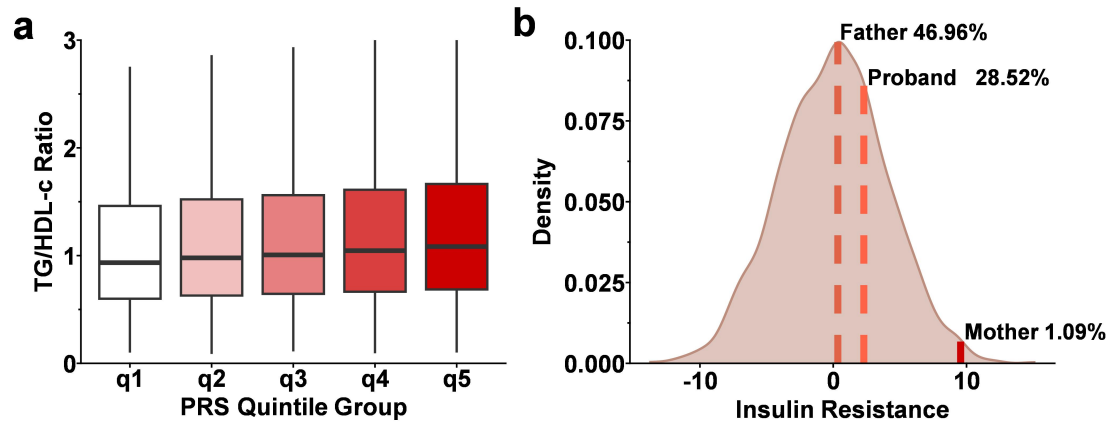 a
3
2
1
0
TG/HDL-c Ratio
q1 q2 q3 q4 q5
PRS Quintile Group
b
0.100
0.075
0.050
0.025
0.000
Density
Father 46.96%
Proband 28.52%
Mother 1.09%
-10 0 10
Insulin Resistance